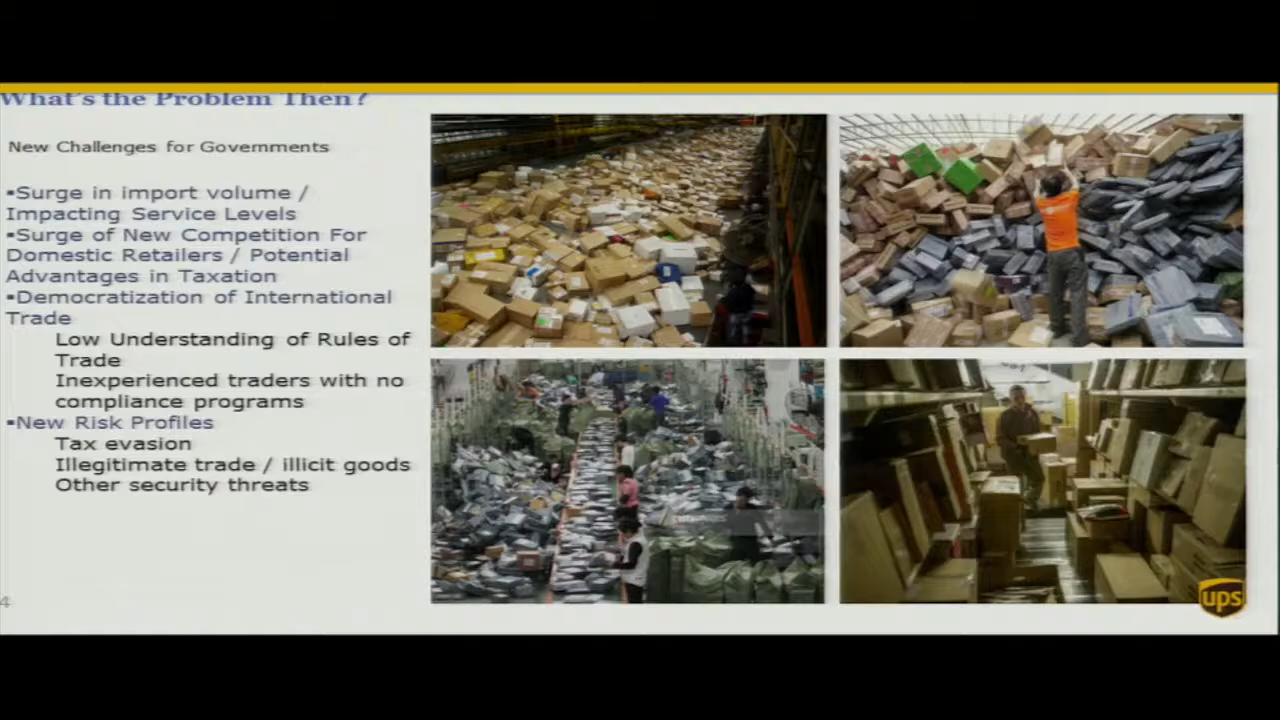 What's the Problem Then?
New Challenges for Governments
▪Surge in import volume /
Impacting Service Levels
▪Surge of New Competition For
Domestic Retailers / Potential
Advantages in Taxation
▪Democratization of International
Trade
Low Understanding of Rules of
Trade
Inexperienced traders with no
compliance programs
▪New Risk Profiles
Tax evasion
Illegitimate trade / illicit goods
Other security threats
4
ups